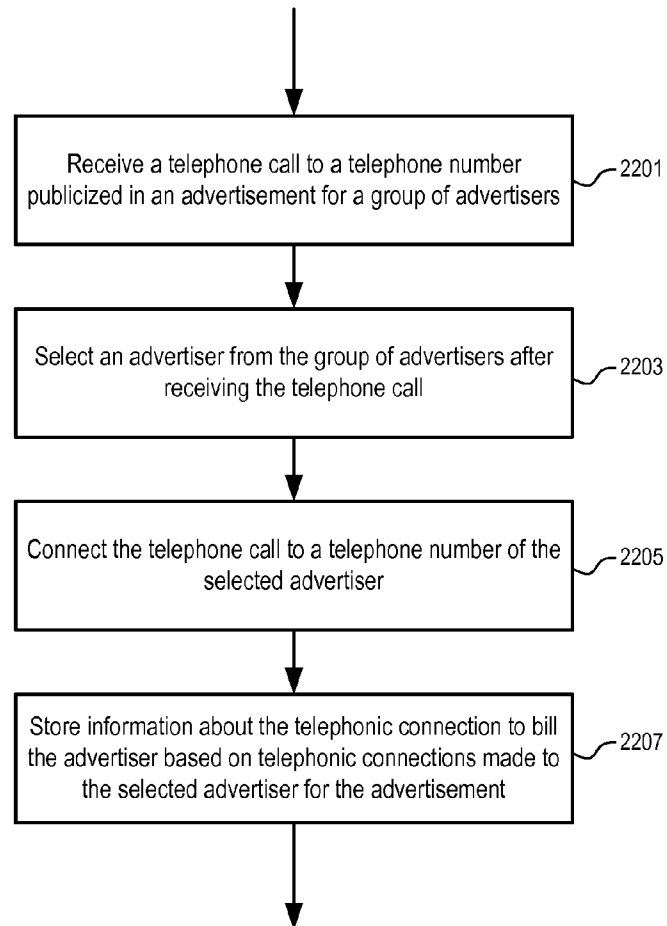 Receive a telephone call to a telephone number
publicized in an advertisement for a group of advertisers
2201
Select an advertiser from the group of advertisers after
receiving the telephone call
2203
Connect the telephone call to a telephone number of the
selected advertiser
2205
Store information about the telephonic connection to bill
the advertiser based on telephonic connections made to
the selected advertiser for the advertisement
2207